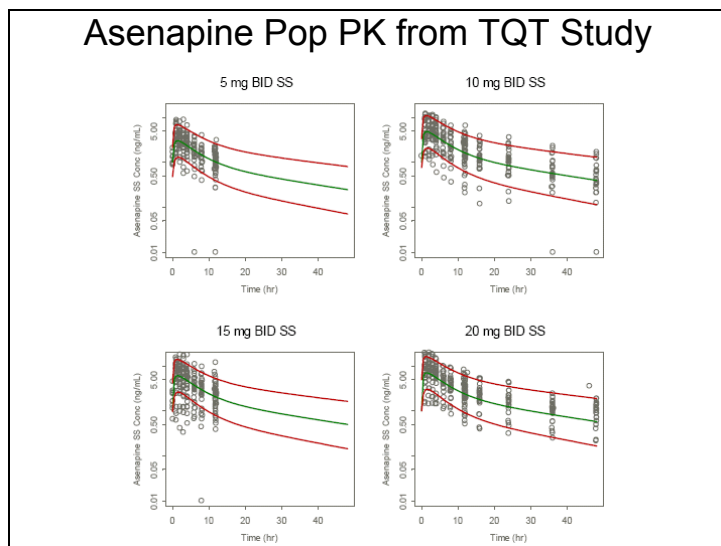 Asenapine Pop PK from TQT Study
5 mg BID SS
Asenapine SS Conc (ng/mL)
5.00
0.50
0.05
0.01
0 10 20 30 40
Time (hr)
10 mg BID SS
Asenapine SS Conc (ng/mL)
5.00
0.50
0.05
0.01
0 10 20 30 40
Time (hr)
15 mg BID SS
Asenapine SS Conc (ng/mL)
5.00
0.50
0.05
0.01
0 10 20 30 40
Time (hr)
20 mg BID SS
Asenapine SS Conc (ng/mL)
5.00
0.50
0.05
0.01
0 10 20 30 40
Time (hr)